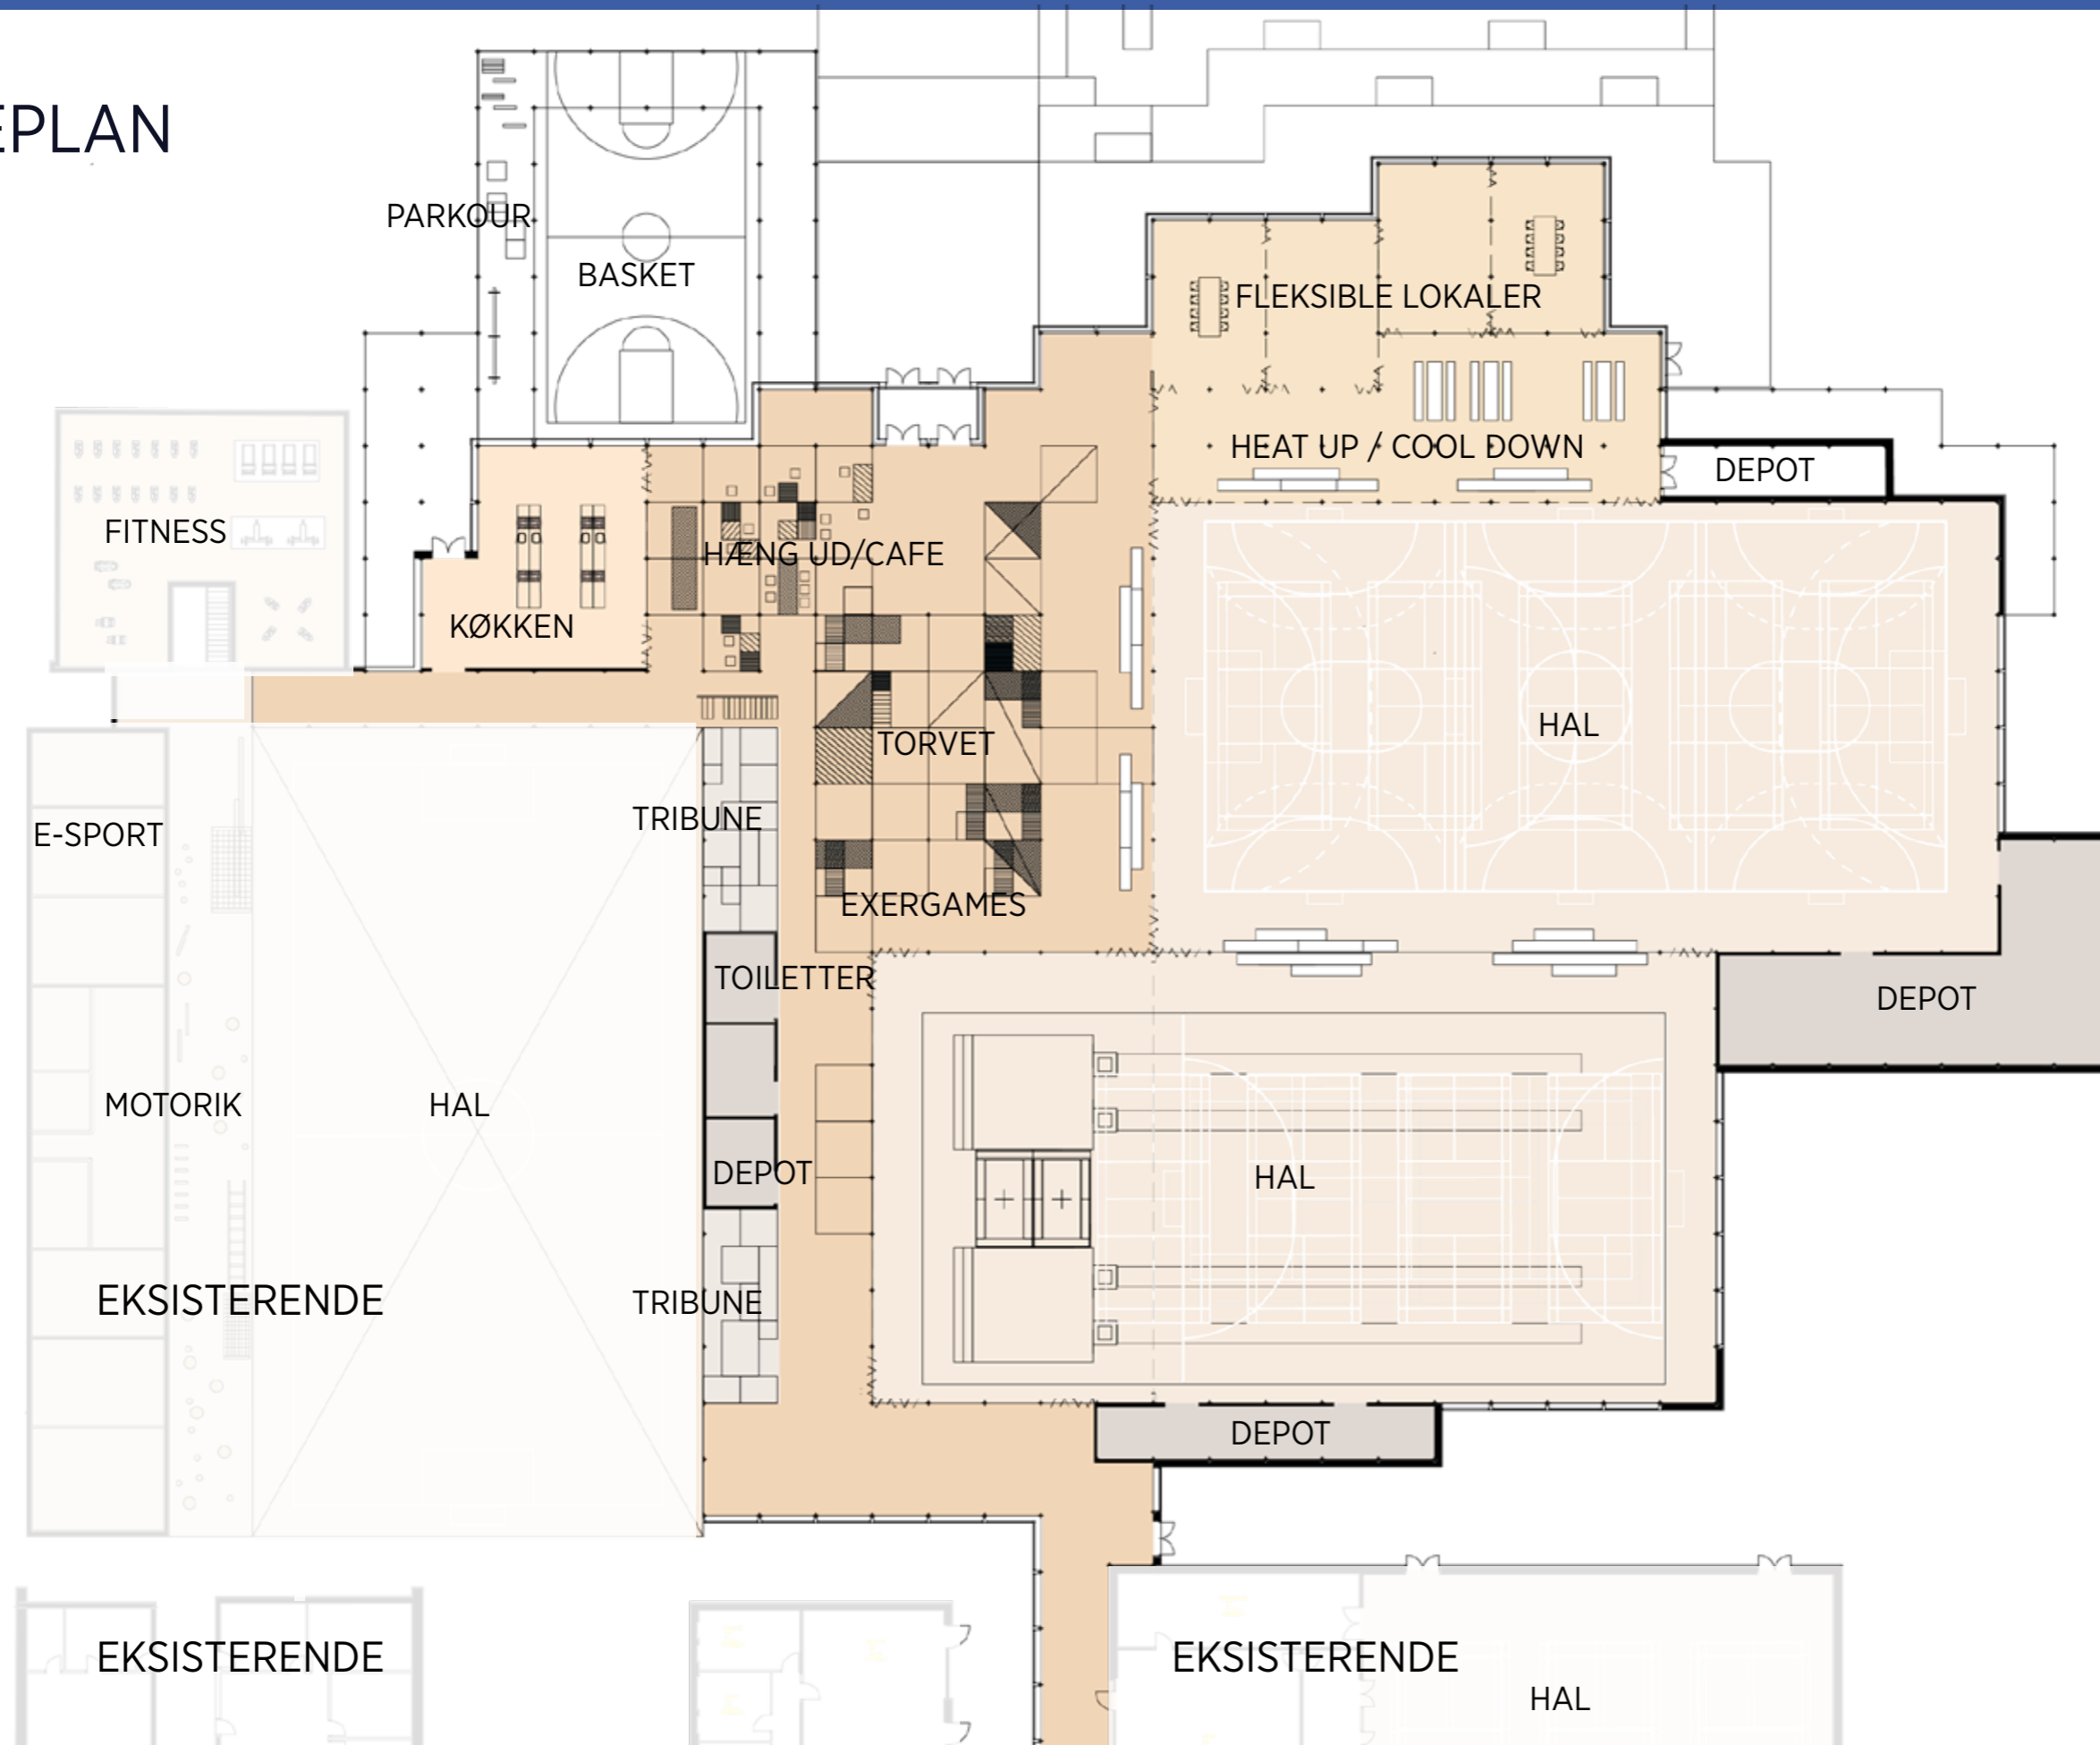 EPLAN
PARKOUR
BASKET
FLEKSIBLE LOKALER
HEAT UP / COOL DOWN
DEPOT
FITNESS
HÆNG UD/CAFE
KØKKEN
HAL
TORVET
TRIBUNE
E-SPORT
EXERGAMES
TOILETTER
DEPOT
MOTORIK
HAL
DEPOT
HAL
EKSISTERENDE
TRIBUNE
DEPOT
EKSISTERENDE
EKSISTERENDE
HAL